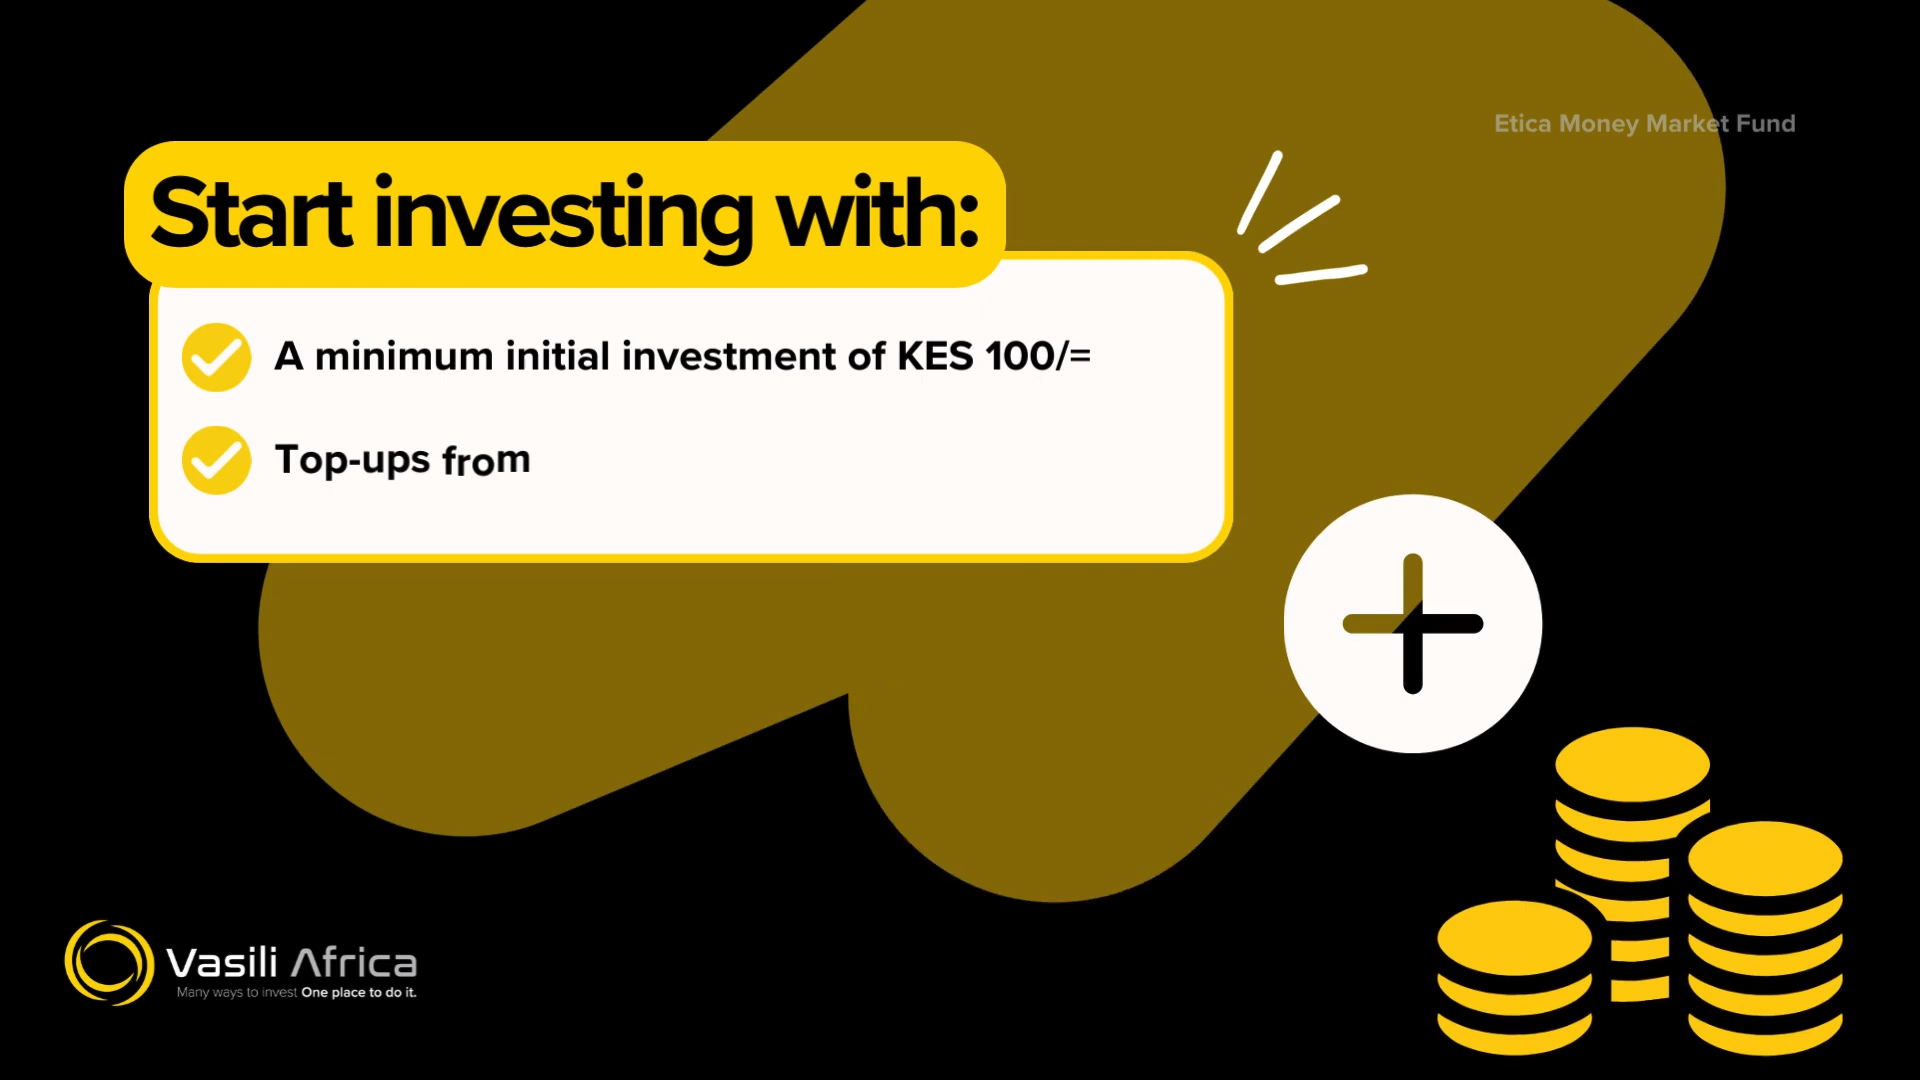 Etica Money Market Fund
Start investing with:
A minimum initial investment of KES 100/=
Top-ups from
Vasili Africa
Many ways to invest One place to do it.